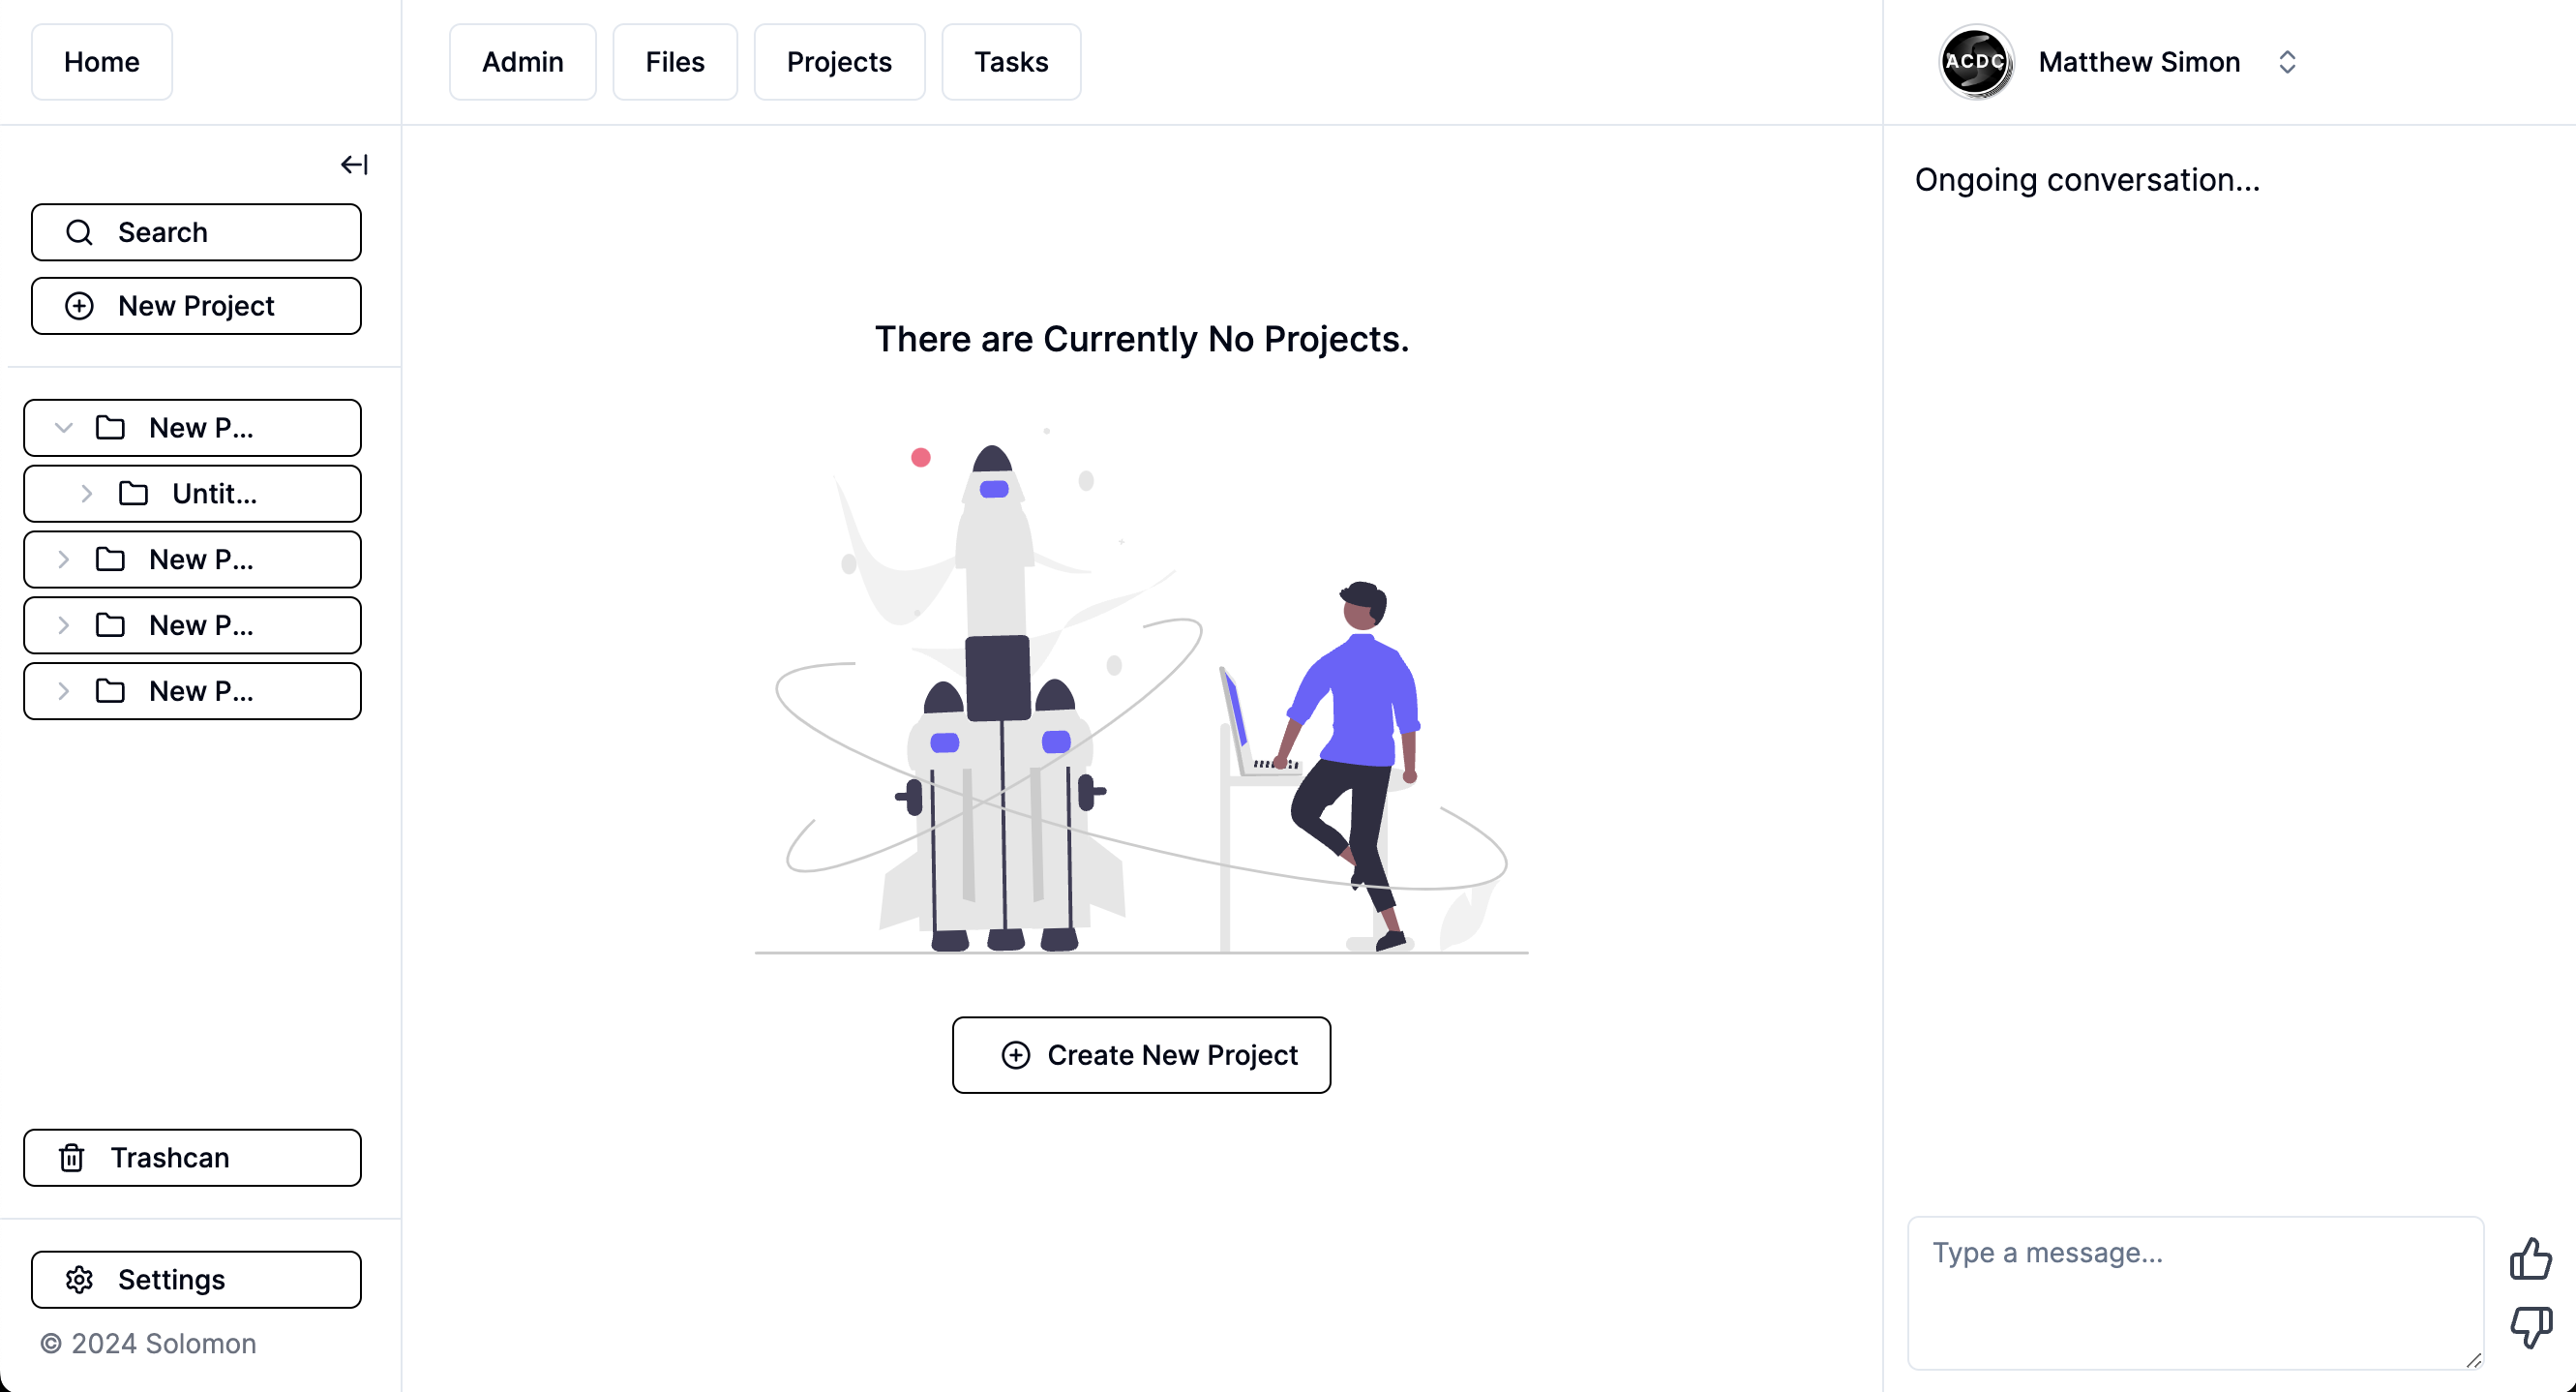 Home
Admin
Files
Projects
Tasks
ACDC
Matthew Simon
Search
New Project
New P...
Untit...
New P...
New P...
New P...
Trashcan
Settings
© 2024 Solomon
There are Currently No Projects.
Create New Project
Ongoing conversation...
Type a message...